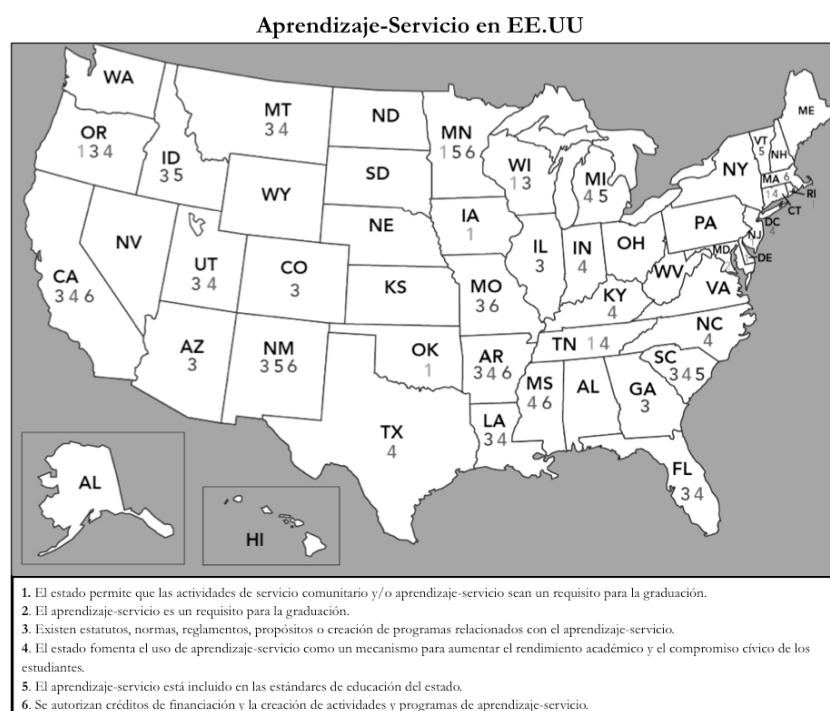 Aprendizaje-Servicio en EE.UU
WA
MT
3 4
ND
MN
1 5 6
OR
1 3 4
ID
3 5
WY
SD
WI
1 3
MI
4 5
NY
VT
5
NH
ME
MA 6
1 4
RI
CT
DC
4
NJ
DE
MD
PA
NV
UT
3 4
CO
3
NE
KS
IA
1
IL
3
IN
4
OH
WV
VA
CA
3 4 6
MO
3 6
KY
4
NC
4
AZ
3
NM
3 5 6
OK
1
AR
3 4 6
TN 1 4
SC
3 4 5
MS
4 6
AL
GA
3
TX
4
LA
3 4
FL
3 4
AL
HI
1. El estado permite que las actividades de servicio comunitario y/o aprendizaje-servicio sean un requisito para la graduación.
2. El aprendizaje-servicio es un requisito para la graduación.
3. Existen estatutos, normas, reglamentos, propósitos o creación de programas relacionados con el aprendizaje-servicio.
4. El estado fomenta el uso de aprendizaje-servicio como un mecanismo para aumentar el rendimiento académico y el compromiso cívico de los
estudiantes.
5. El aprendizaje-servicio está incluido en las estándares de educación del estado.
6. Se autorizan créditos de financiación y la creación de actividades y programas de aprendizaje-servicio.